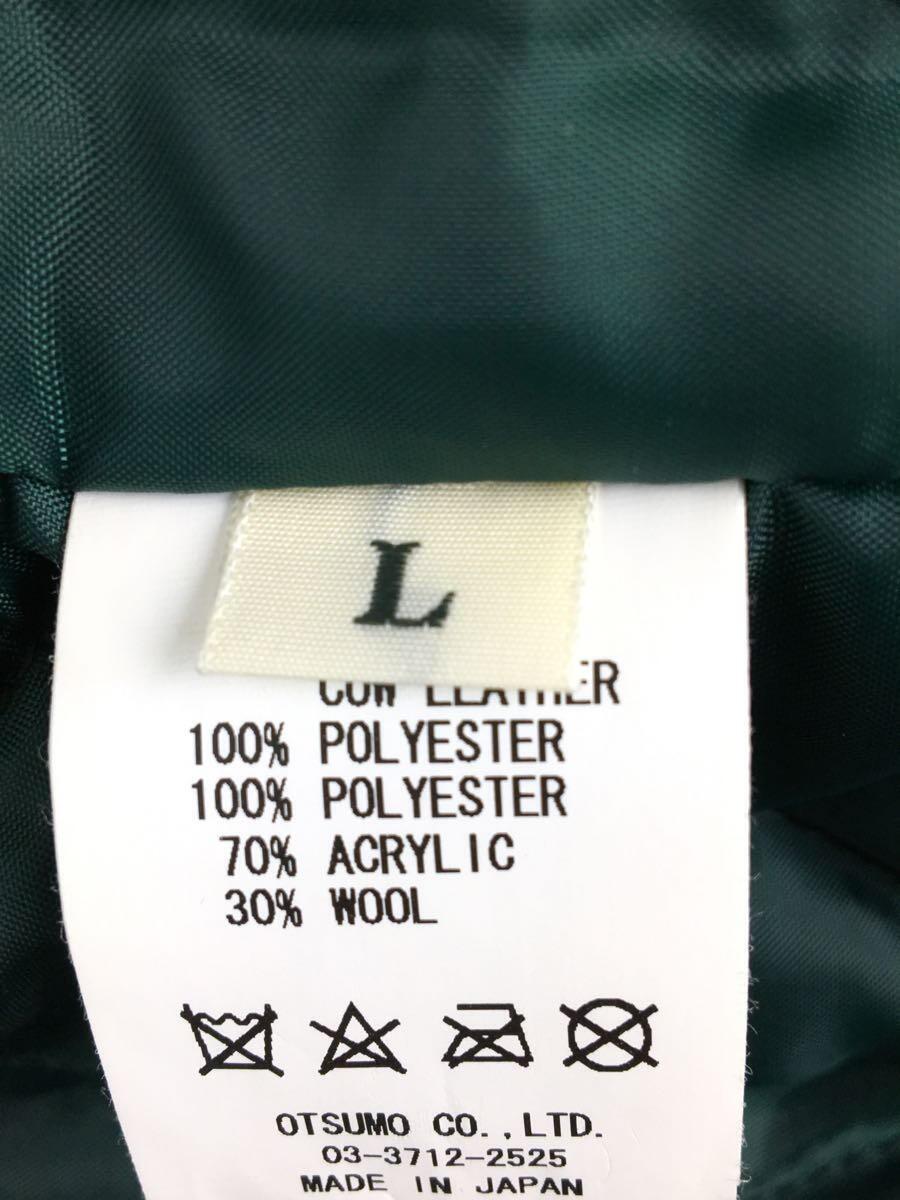 L
COW LEATHER
100% POLYESTER
100% POLYESTER
70% ACRYLIC
30% WOOL
OTSUMO CO.,LTD.
03-3712-2525
MADE IN JAPAN